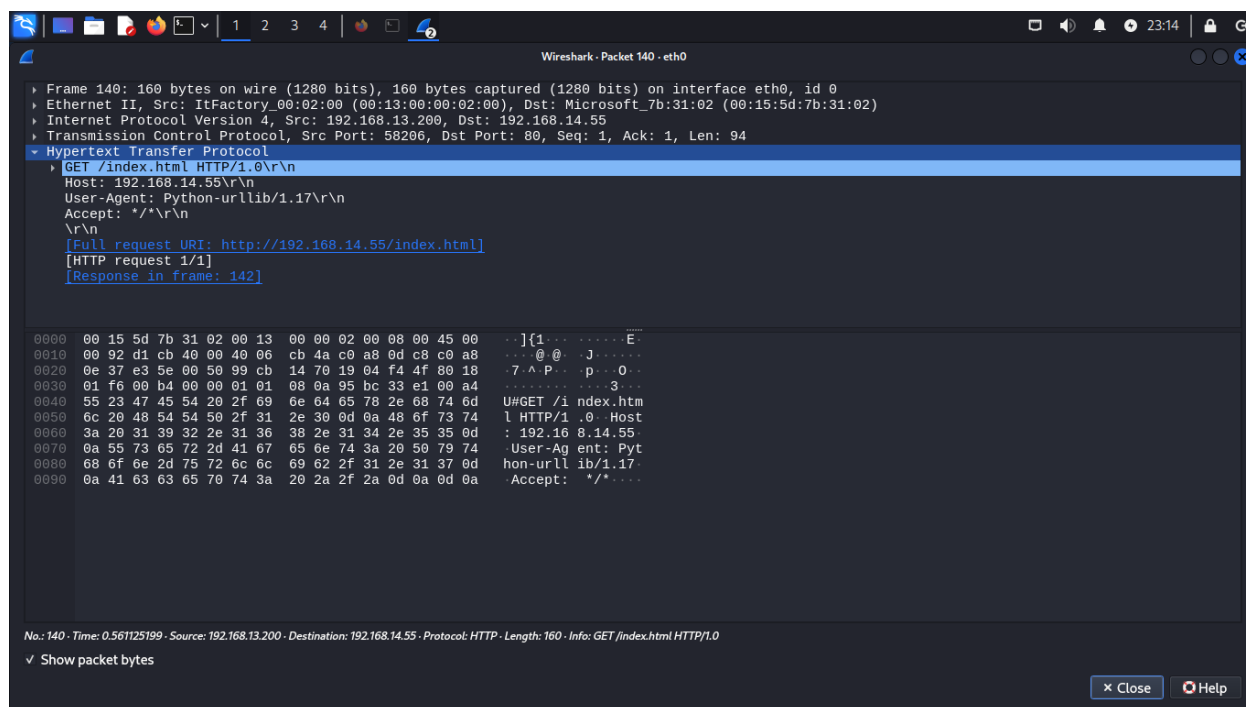 1 2 3 4 2 23:14
Wireshark · Packet 140 · eth0
Frame 140: 160 bytes on wire (1280 bits), 160 bytes captured (1280 bits) on interface eth0, id 0
Ethernet II, Src: ItFactory_00:02:00 (00:13:00:00:02:00), Dst: Microsoft_7b:31:02 (00:15:5d:7b:31:02)
Internet Protocol Version 4, Src: 192.168.13.200, Dst: 192.168.14.55
Transmission Control Protocol, Src Port: 58206, Dst Port: 80, Seq: 1, Ack: 1, Len: 94
Hypertext Transfer Protocol
GET /index.html HTTP/1.0\r\n
Host: 192.168.14.55\r\n
User-Agent: Python-urllib/1.17\r\n
Accept: */*\r\n
\r\n
[Full request URI: http://192.168.14.55/index.html]
[HTTP request 1/1]
[Response in frame: 142]
0000 00 15 5d 7b 31 02 00 13 00 00 02 00 08 00 45 00 ··]{1··· ······E·
0010 00 92 d1 cb 40 00 40 06 cb 4a c0 a8 0d c8 c0 a8 ····@·@· ·J······
0020 0e 37 e3 5e 00 50 99 cb 14 70 19 04 f4 4f 80 18 ·7·^·P·· ·p···O··
0030 01 f6 00 b4 00 00 01 01 08 0a 95 bc 33 e1 00 a4 ········ ····3···
0040 55 23 47 45 54 20 2f 69 6e 64 65 78 2e 68 74 6d U#GET /i ndex.htm
0050 6c 20 48 54 54 50 2f 31 2e 30 0d 0a 48 6f 73 74 l HTTP/1 .0··Host
0060 3a 20 31 39 32 2e 31 36 38 2e 31 34 2e 35 35 0d : 192.16 8.14.55·
0070 0a 55 73 65 72 2d 41 67 65 6e 74 3a 20 50 79 74 ·User-Ag ent: Pyt
0080 68 6f 6e 2d 75 72 6c 6c 69 62 2f 31 2e 31 37 0d hon-urll ib/1.17·
0090 0a 41 63 63 65 70 74 3a 20 2a 2f 2a 0d 0a 0d 0a ·Accept: */*····
No.: 140 · Time: 0.561125199 · Source: 192.168.13.200 · Destination: 192.168.14.55 · Protocol: HTTP · Length: 160 · Info: GET /index.html HTTP/1.0
Show packet bytes
Close Help